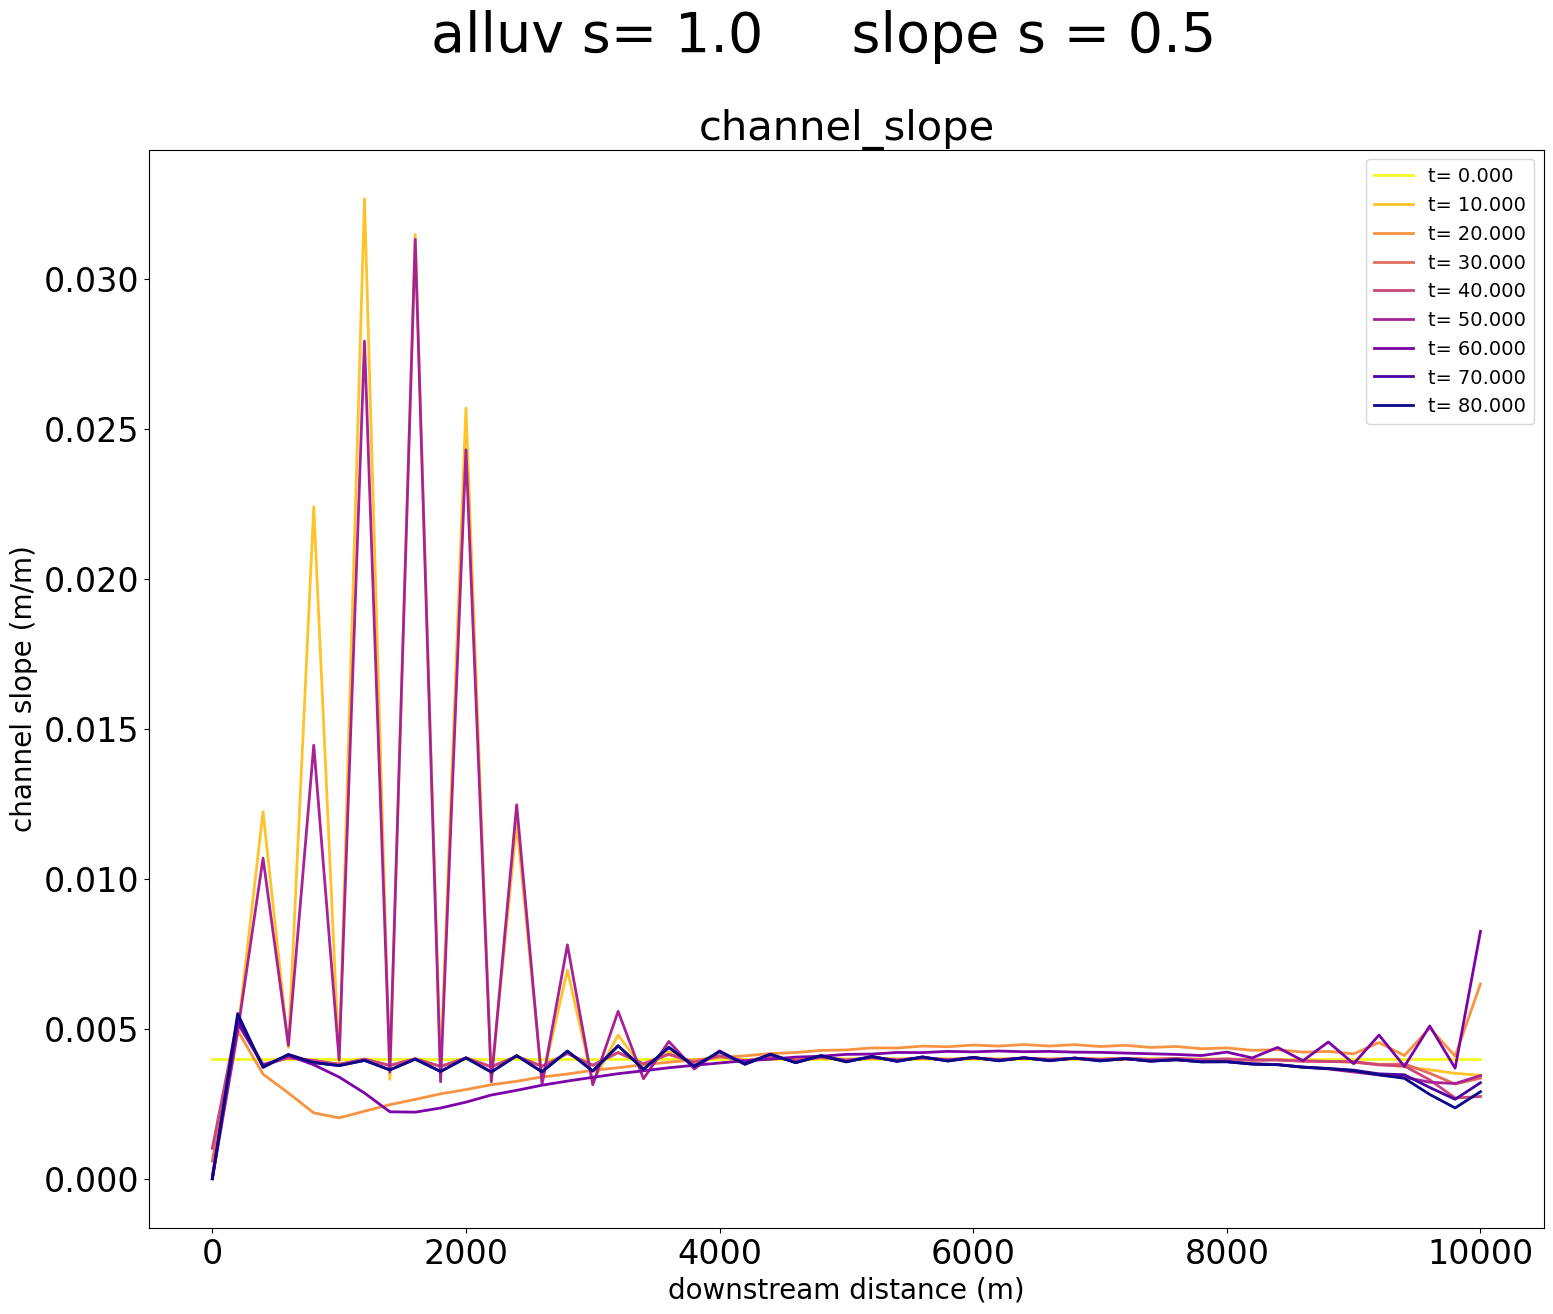 alluv s= 1.0     slope s = 0.5
channel_slope
channel slope (m/m)
0.030
0.025
0.020
0.015
0.010
0.005
0.000
t= 0.000
t= 10.000
t= 20.000
t= 30.000
t= 40.000
t= 50.000
t= 60.000
t= 70.000
t= 80.000
0 2000 4000 6000 8000 10000
downstream distance (m)